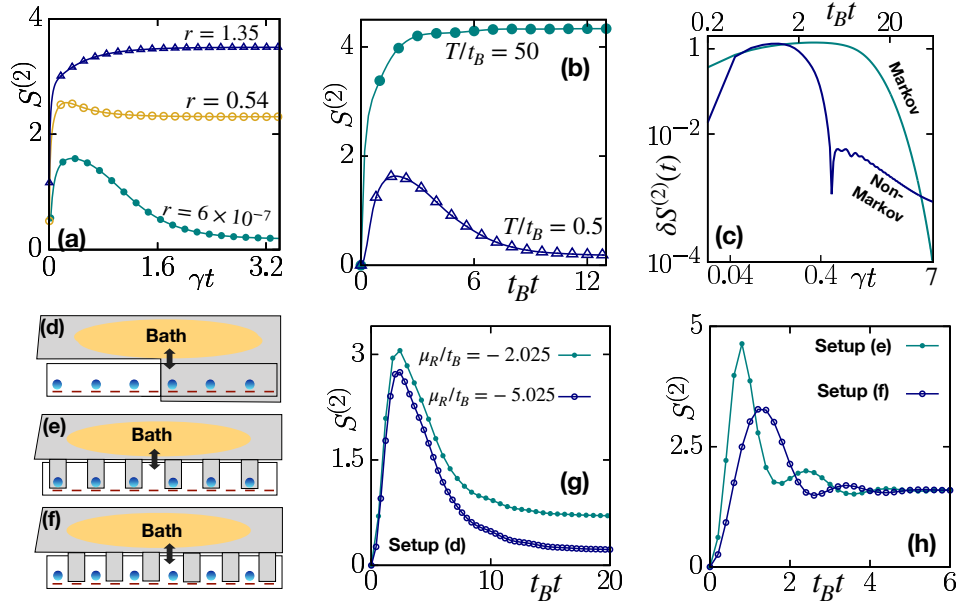 4
2
0
S^{(2)}
r = 1.35
r = 0.54
r = 6 × 10^{-7}
(a)
0
1.6
3.2
γt
4
2
0
S^{(2)}
T/t_B = 50
(b)
T/t_B = 0.5
0
6
12
t_B t
0.2
2
20
t_B t
1
10^{-2}
10^{-4}
δS^{(2)}(t)
Markov
Non-
Markov
(c)
0.04
0.4
7
γt
(d)
Bath
(e)
Bath
(f)
Bath
3
1.5
0
S^{(2)}
μ_R/t_B = − 2.025
μ_R/t_B = − 5.025
(g)
Setup (d)
0
10
20
t_B t
5
2.5
0
S^{(2)}
Setup (e)
Setup (f)
(h)
0
2
4
6
t_B t